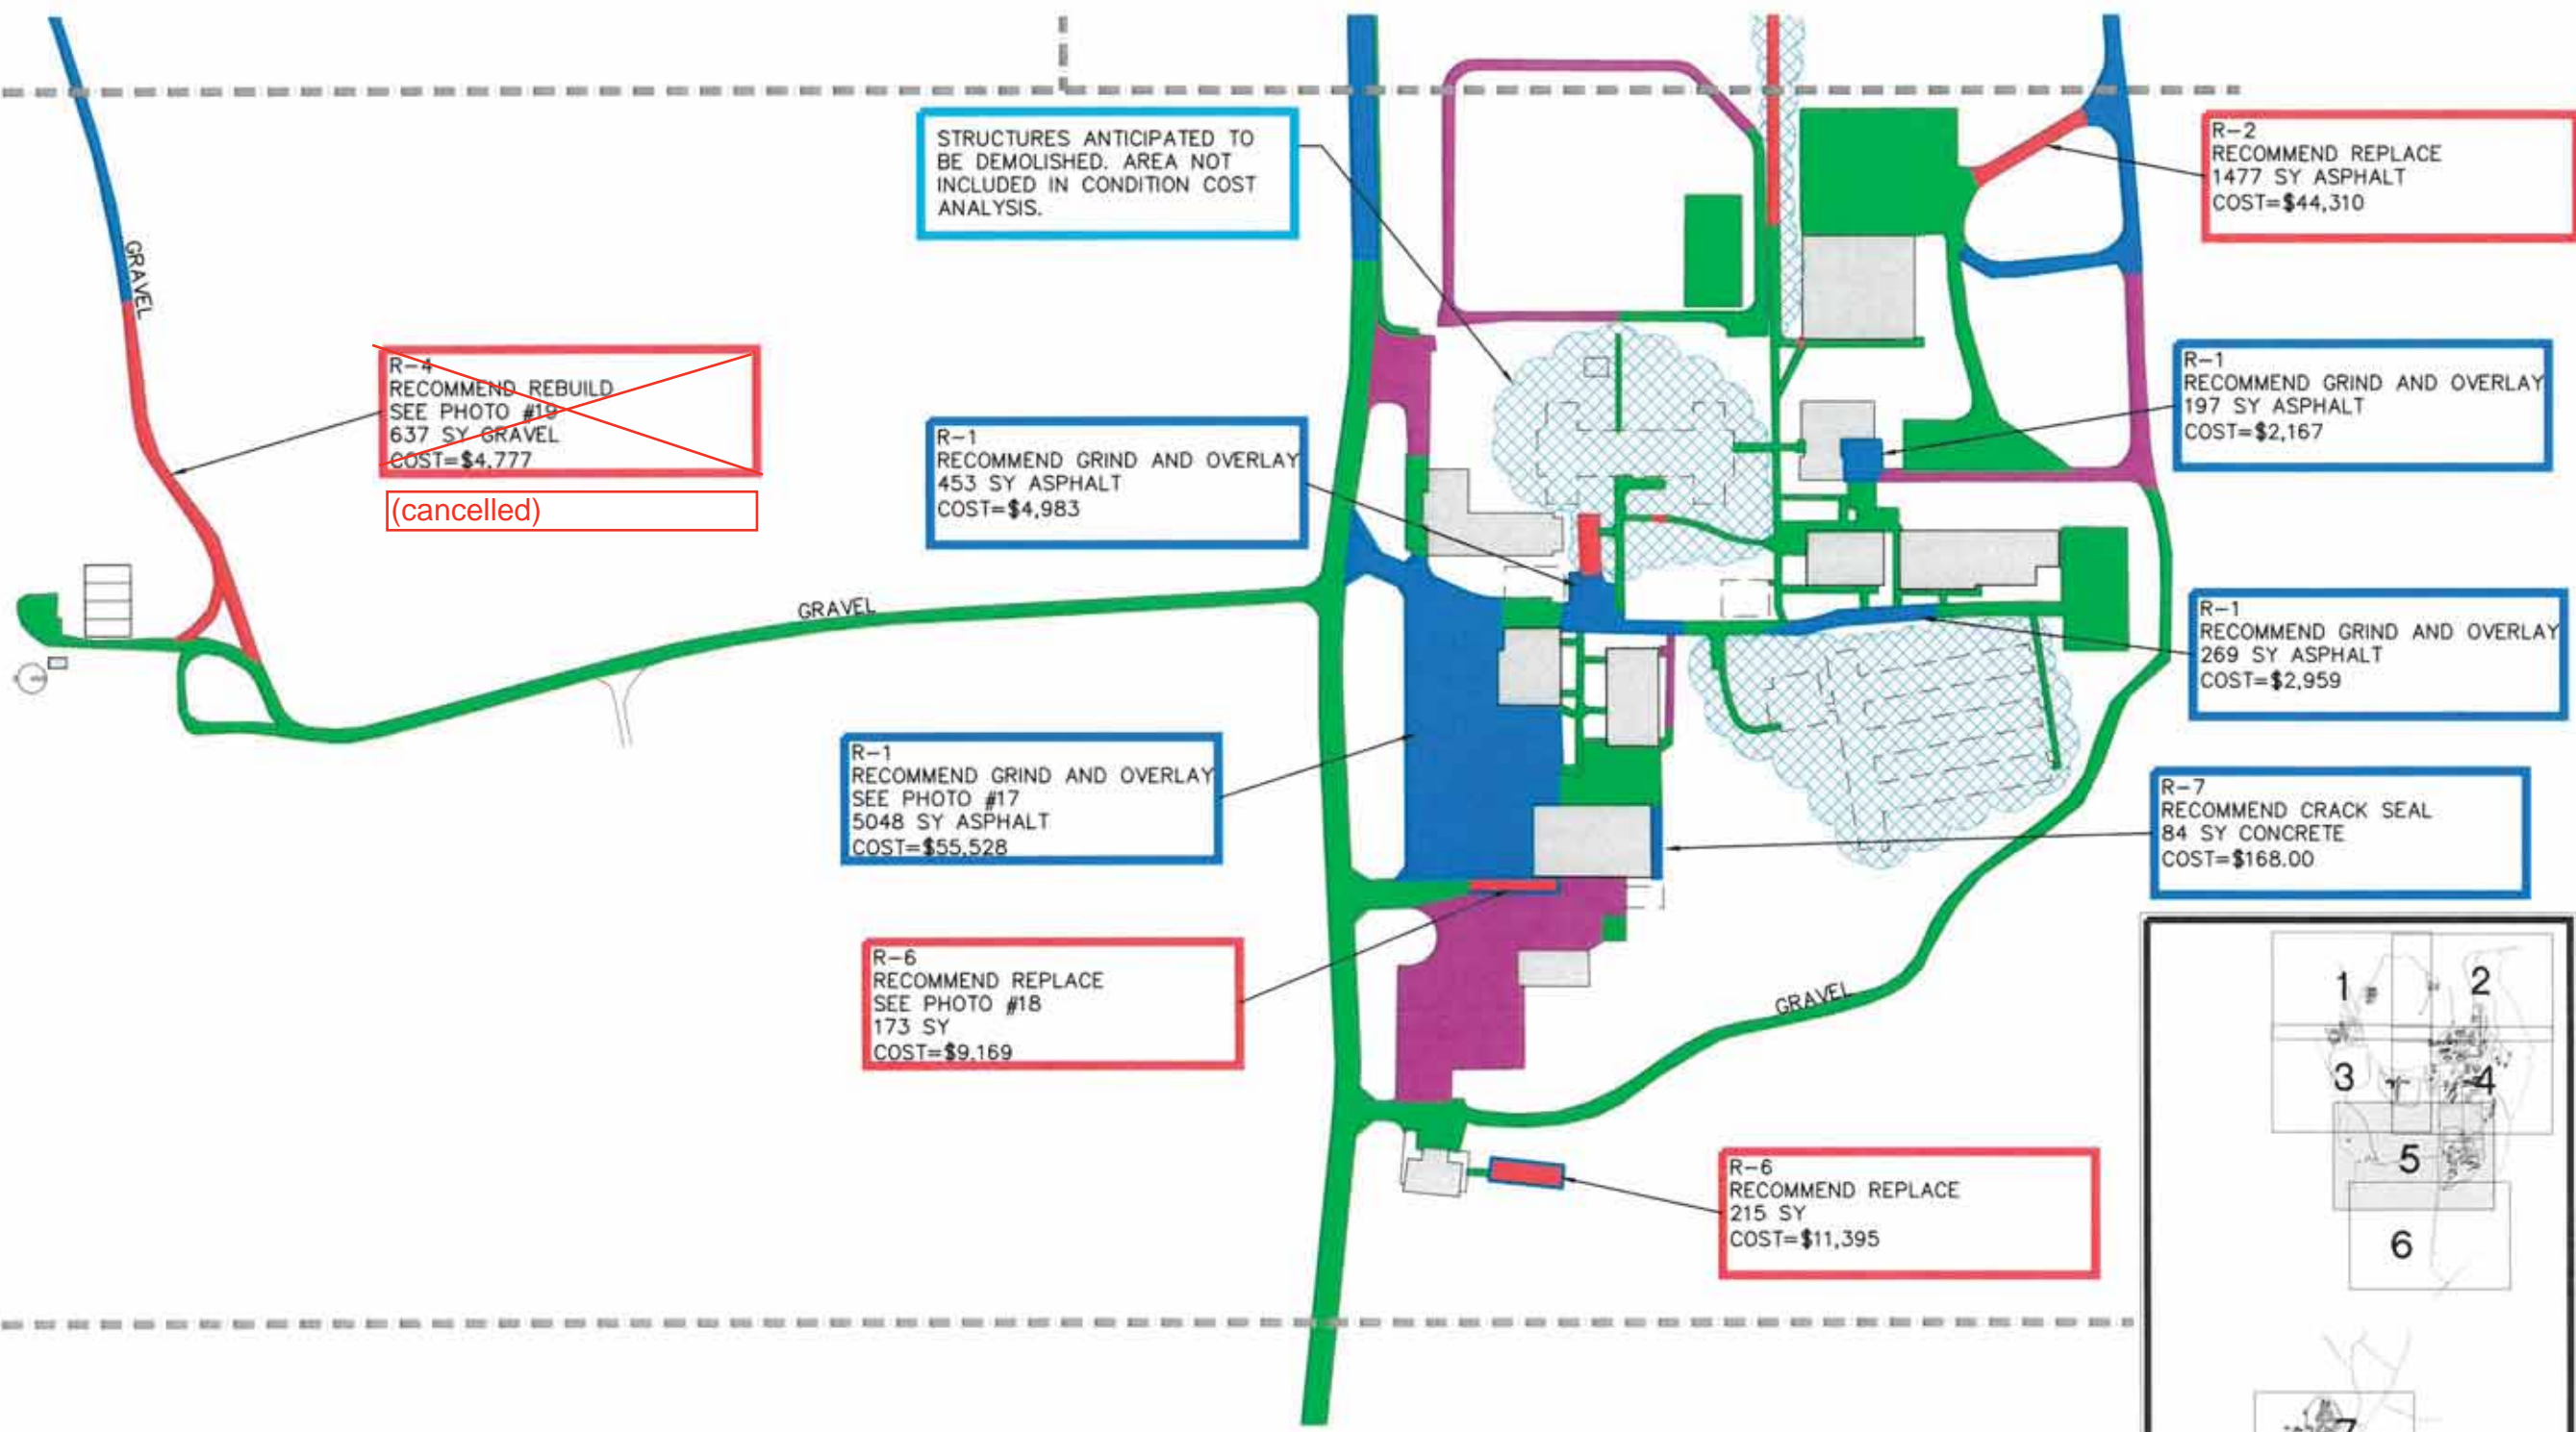 STRUCTURES ANTICIPATED TO
BE DEMOLISHED. AREA NOT
INCLUDED IN CONDITION COST
ANALYSIS.
R-2
RECOMMEND REPLACE
1477 SY ASPHALT
COST=$44,310
GRAVEL
R-4
RECOMMEND REBUILD
SEE PHOTO #19
637 SY GRAVEL
COST=$4,777
(cancelled)
R-1
RECOMMEND GRIND AND OVERLAY
197 SY ASPHALT
COST=$2,167
R-1
RECOMMEND GRIND AND OVERLAY
453 SY ASPHALT
COST=$4,983
GRAVEL
R-1
RECOMMEND GRIND AND OVERLAY
269 SY ASPHALT
COST=$2,959
R-1
RECOMMEND GRIND AND OVERLAY
SEE PHOTO #17
5048 SY ASPHALT
COST=$55,528
R-7
RECOMMEND CRACK SEAL
84 SY CONCRETE
COST=$168.00
R-6
RECOMMEND REPLACE
SEE PHOTO #18
173 SY
COST=$9,169
GRAVEL
R-6
RECOMMEND REPLACE
215 SY
COST=$11,395
1
2
3
4
5
6
7